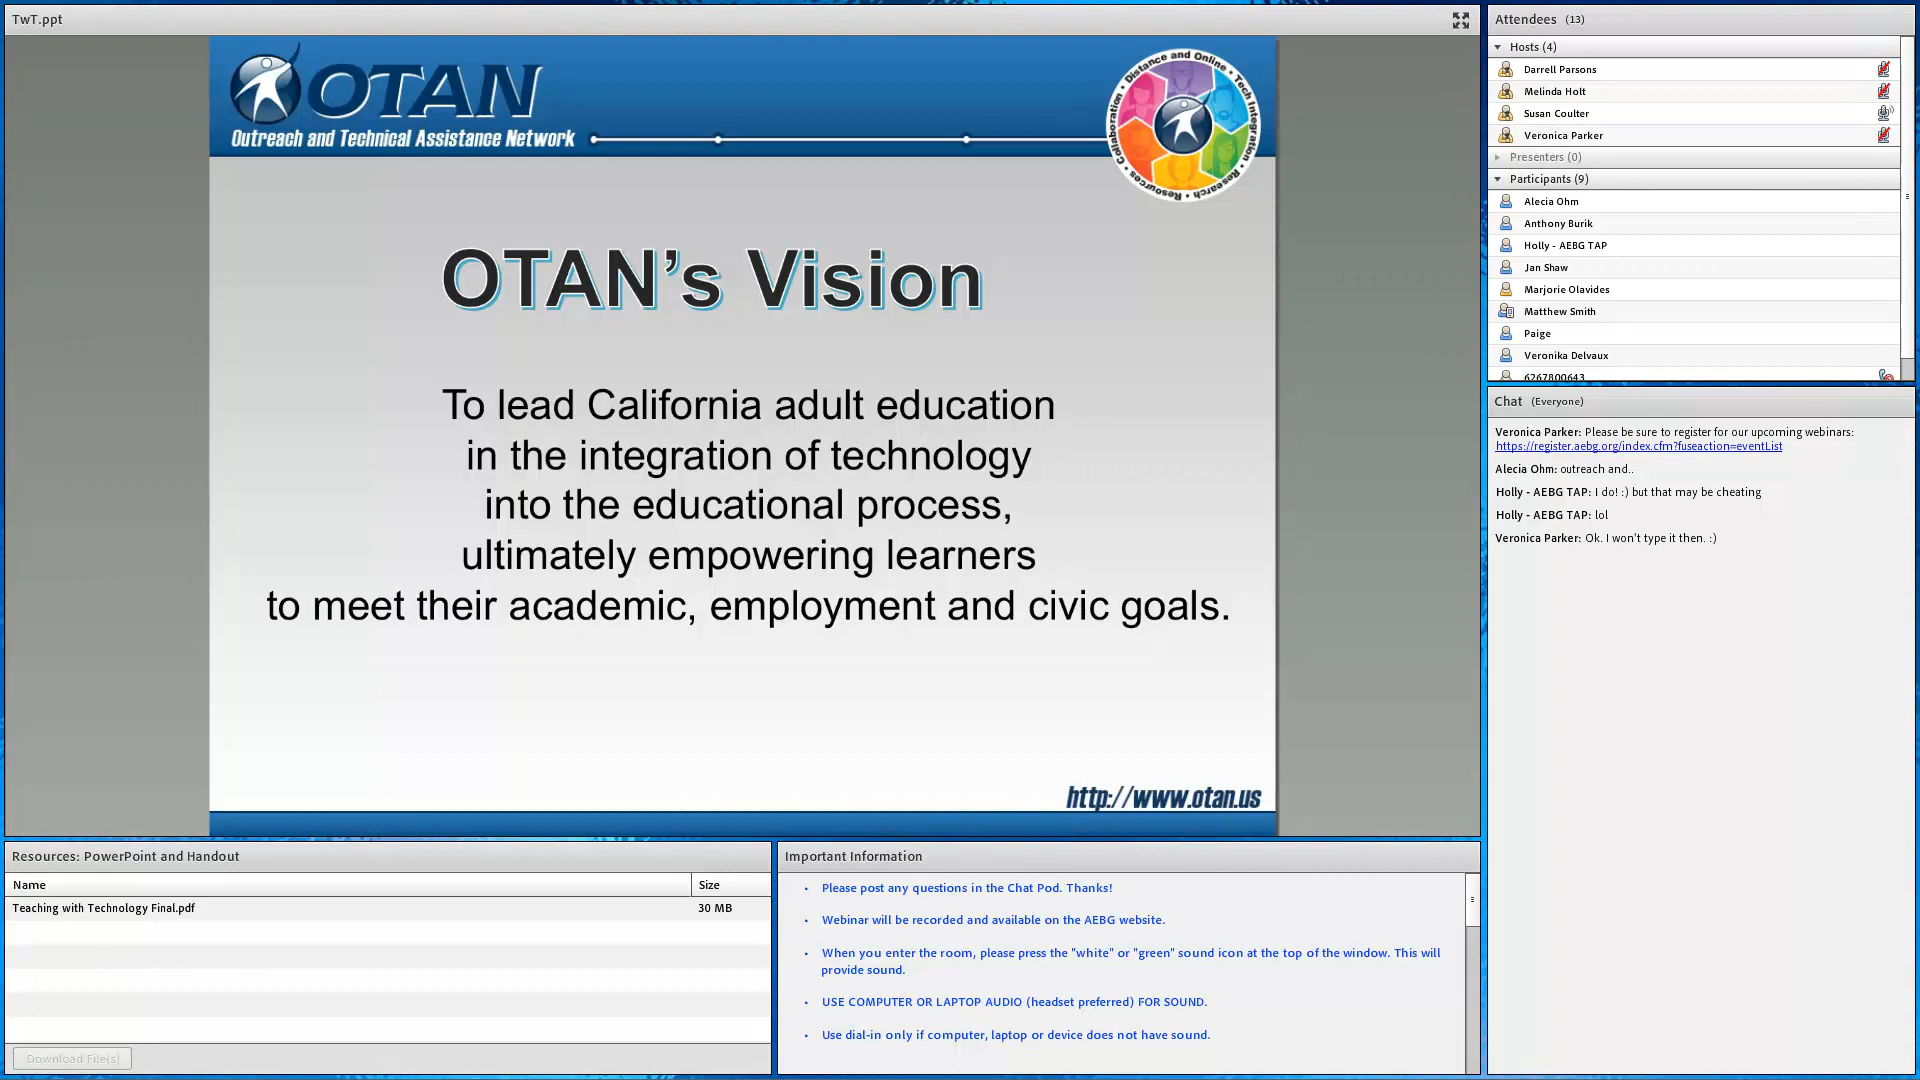 TwT.ppt
OTAN
Outreach and Technical Assistance Network
Collaboration • Distance and Online • Tech Integration • Research • Resources •
OTAN's Vision
To lead California adult education
in the integration of technology
into the educational process,
ultimately empowering learners
to meet their academic, employment and civic goals.
http://www.otan.us
Attendees (13)
Hosts (4)
Darrell Parsons
Melinda Holt
Susan Coulter
Veronica Parker
Presenters (0)
Participants (9)
Alecia Ohm
Anthony Burik
Holly - AEBG TAP
Jan Shaw
Marjorie Olavides
Matthew Smith
Paige
Veronika Delvaux
6267800643
Chat (Everyone)
Veronica Parker: Please be sure to register for our upcoming webinars:
https://register.aebg.org/index.cfm?fuseaction=eventList
Alecia Ohm: outreach and..
Holly - AEBG TAP: I do! :) but that may be cheating
Holly - AEBG TAP: lol
Veronica Parker: Ok. I won't type it then. :)
Resources: PowerPoint and Handout
Name Size
Teaching with Technology Final.pdf 30 MB
Download File(s)
Important Information
• Please post any questions in the Chat Pod. Thanks!
• Webinar will be recorded and available on the AEBG website.
• When you enter the room, please press the "white" or "green" sound icon at the top of the window. This will
provide sound.
• USE COMPUTER OR LAPTOP AUDIO (headset preferred) FOR SOUND.
• Use dial-in only if computer, laptop or device does not have sound.